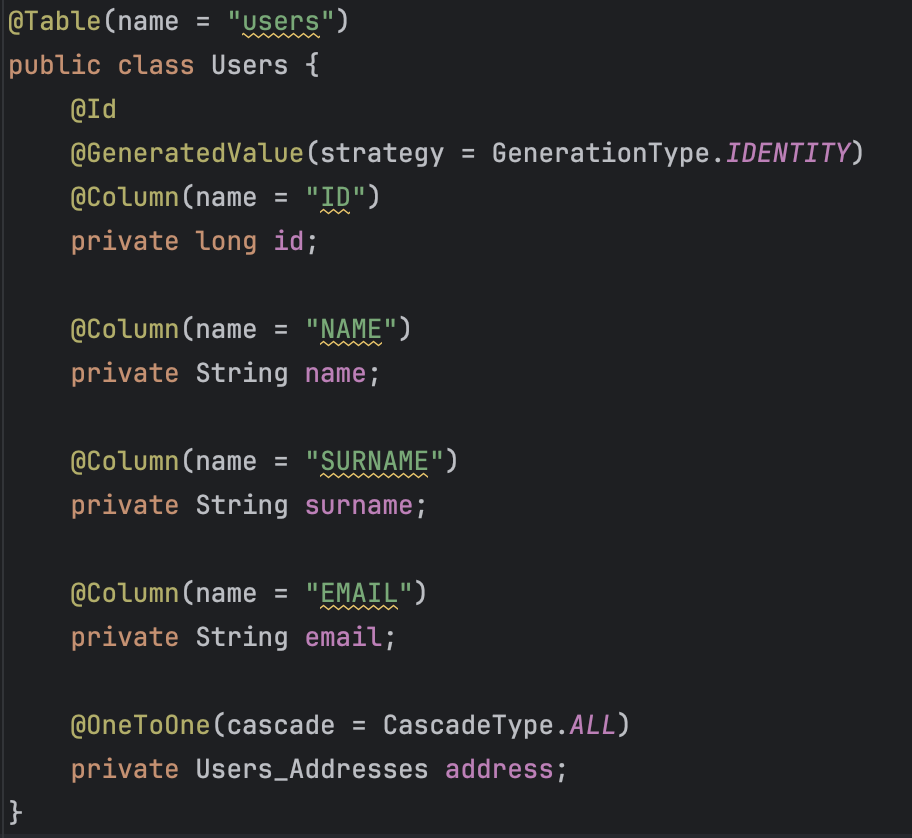 @Table(name = "users")
public class Users {
@Id
@GeneratedValue(strategy = GenerationType.IDENTITY)
@Column(name = "ID")
private long id;
@Column(name = "NAME")
private String name;
@Column(name = "SURNAME")
private String surname;
@Column(name = "EMAIL")
private String email;
@OneToOne(cascade = CascadeType.ALL)
private Users_Addresses address;
}